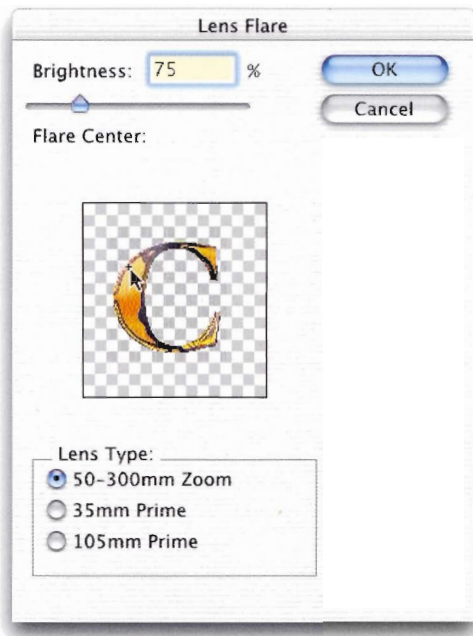 Lens Flare
Brightness: 75 %
OK
Cancel
Flare Center:
C
Lens Type:
50-300mm Zoom
35mm Prime
105mm Prime